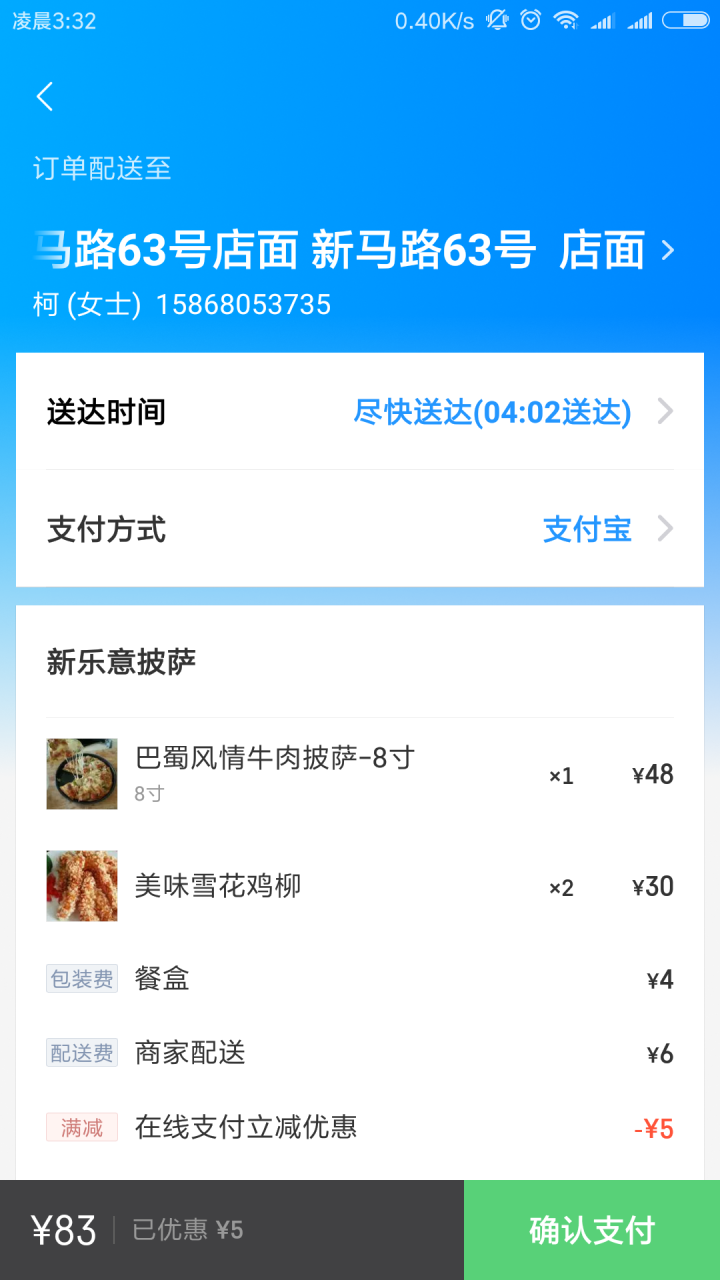 凌晨3:32 0.40K/s
订单配送至
马路63号店面 新马路63号 店面
柯 (女士) 15868053735
送达时间 尽快送达(04:02送达)
支付方式 支付宝
新乐意披萨
巴蜀风情牛肉披萨-8寸 ×1 ¥48
8寸
美味雪花鸡柳 ×2 ¥30
包装费 餐盒 ¥4
配送费 商家配送 ¥6
满减 在线支付立减优惠 -¥5
¥83 已优惠 ¥5 确认支付